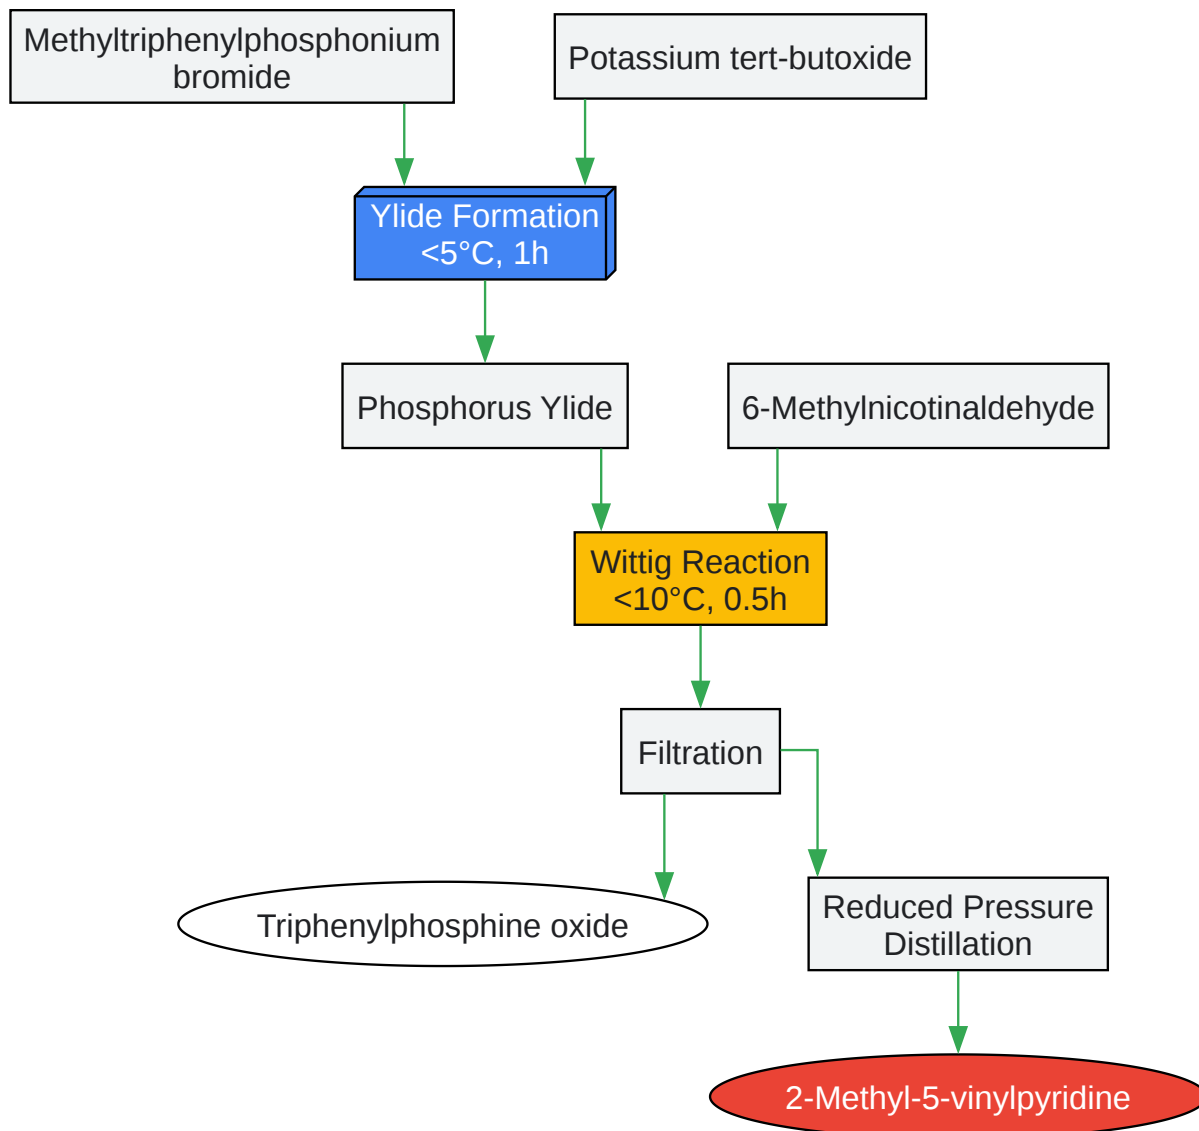 Methyltriphenylphosphonium
bromide
Potassium tert-butoxide
Ylide Formation
<5°C, 1h
Phosphorus Ylide
6-Methylnicotinaldehyde
Wittig Reaction
<10°C, 0.5h
Filtration
Triphenylphosphine oxide
Reduced Pressure
Distillation
2-Methyl-5-vinylpyridine